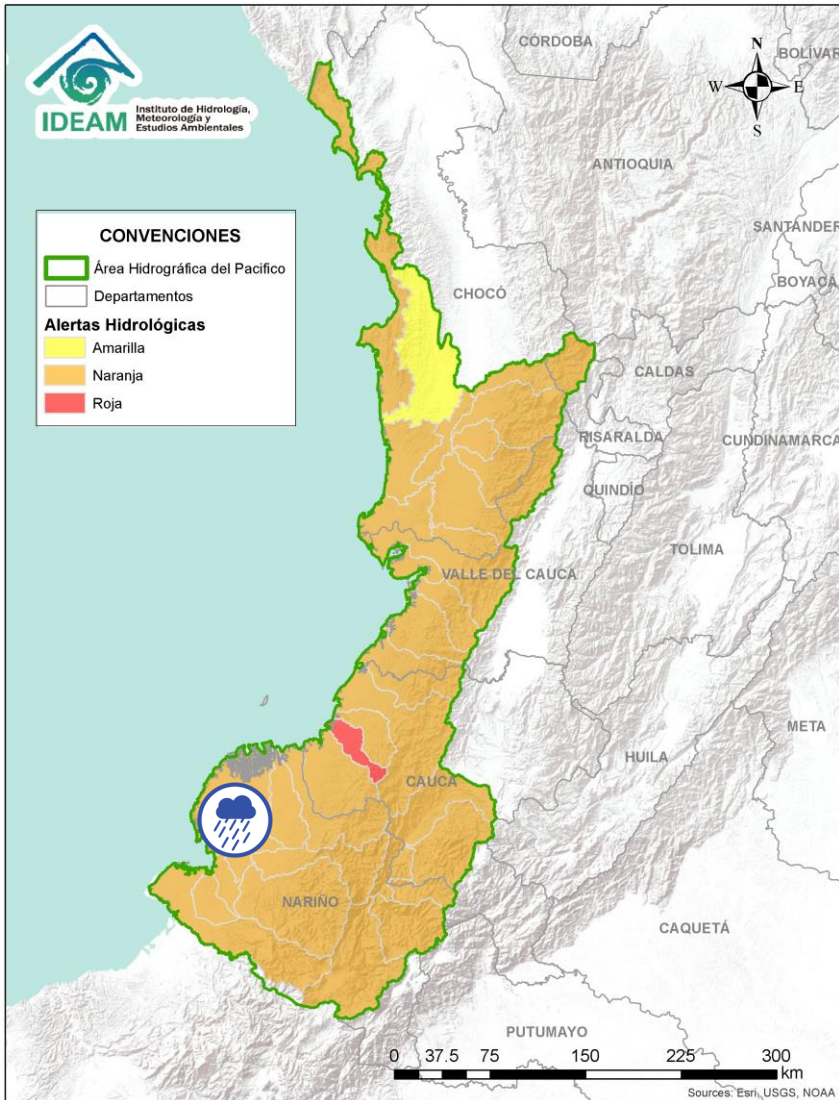 IDEAM
Instituto de Hidrología,
Meteorología y
Estudios Ambientales
N
W
E
S
CÓRDOBA
BOLÍVAR
ANTIOQUIA
SANTANDER
BOYACÁ
CHOCÓ
CONVENCIONES
Área Hidrográfica del Pacifico
Departamentos
Alertas Hidrológicas
Amarilla
Naranja
Roja
CALDAS
RISARALDA
CUNDINAMARCA
QUINDÍO
TOLIMA
VALLE DEL CAUCA
META
HUILA
CAUCA
NARIÑO
CAQUETÁ
PUTUMAYO
0 37.5 75 150 225 300
km
Sources: Esri, USGS, NOAA